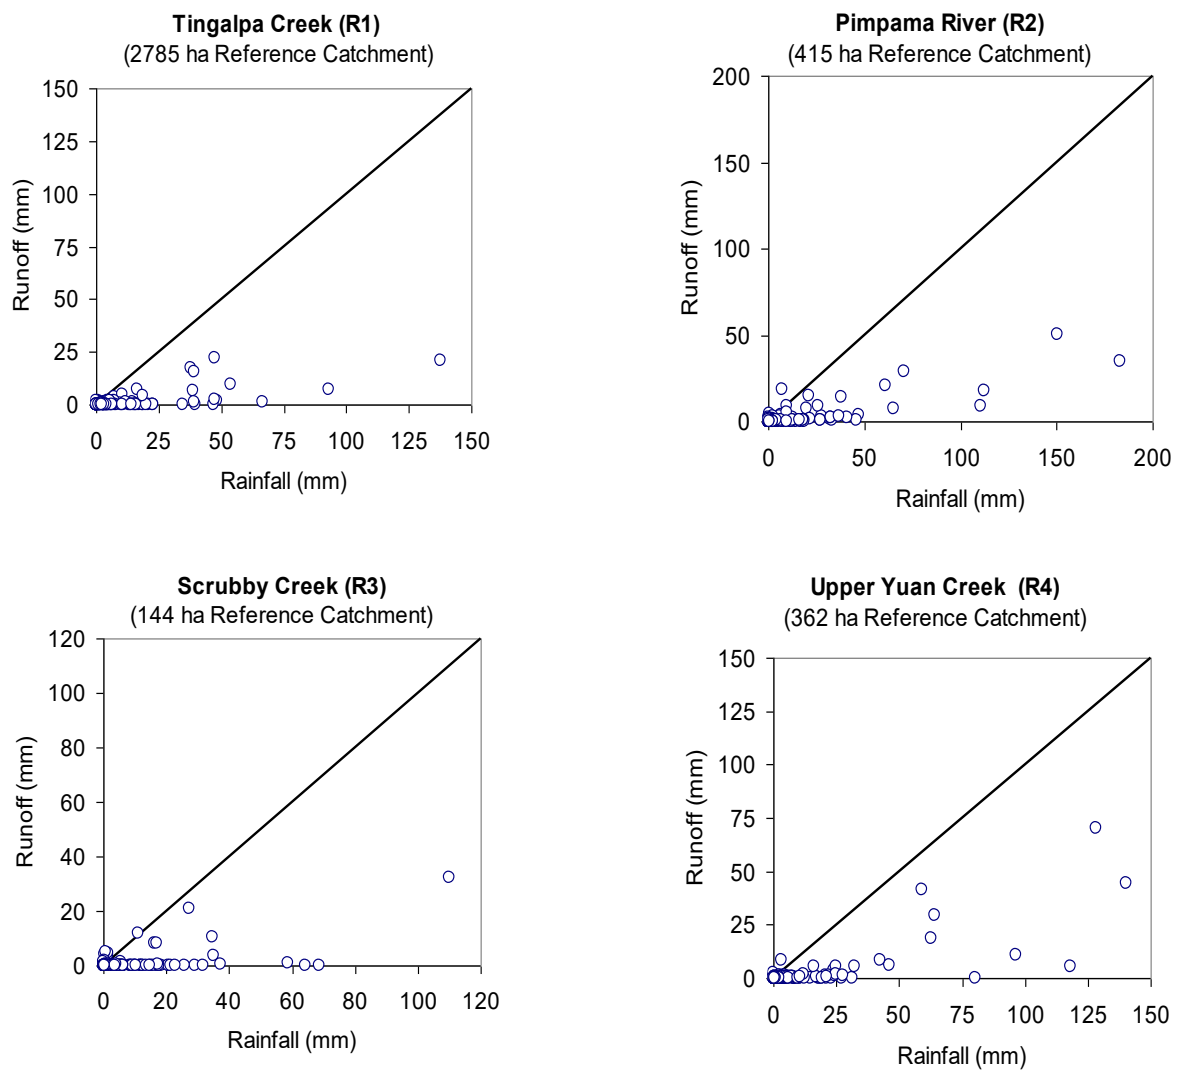 Tingalpa Creek (R1)
(2785 ha Reference Catchment)
150
125
100
75
50
25
0
Runoff (mm)
0 25 50 75 100 125 150
Rainfall (mm)
Pimpama River (R2)
(415 ha Reference Catchment)
200
150
100
50
0
Runoff (mm)
0 50 100 150 200
Rainfall (mm)
Scrubby Creek (R3)
(144 ha Reference Catchment)
120
100
80
60
40
20
0
Runoff (mm)
0 20 40 60 80 100 120
Rainfall (mm)
Upper Yuan Creek (R4)
(362 ha Reference Catchment)
150
125
100
75
50
25
0
Runoff (mm)
0 25 50 75 100 125 150
Rainfall (mm)